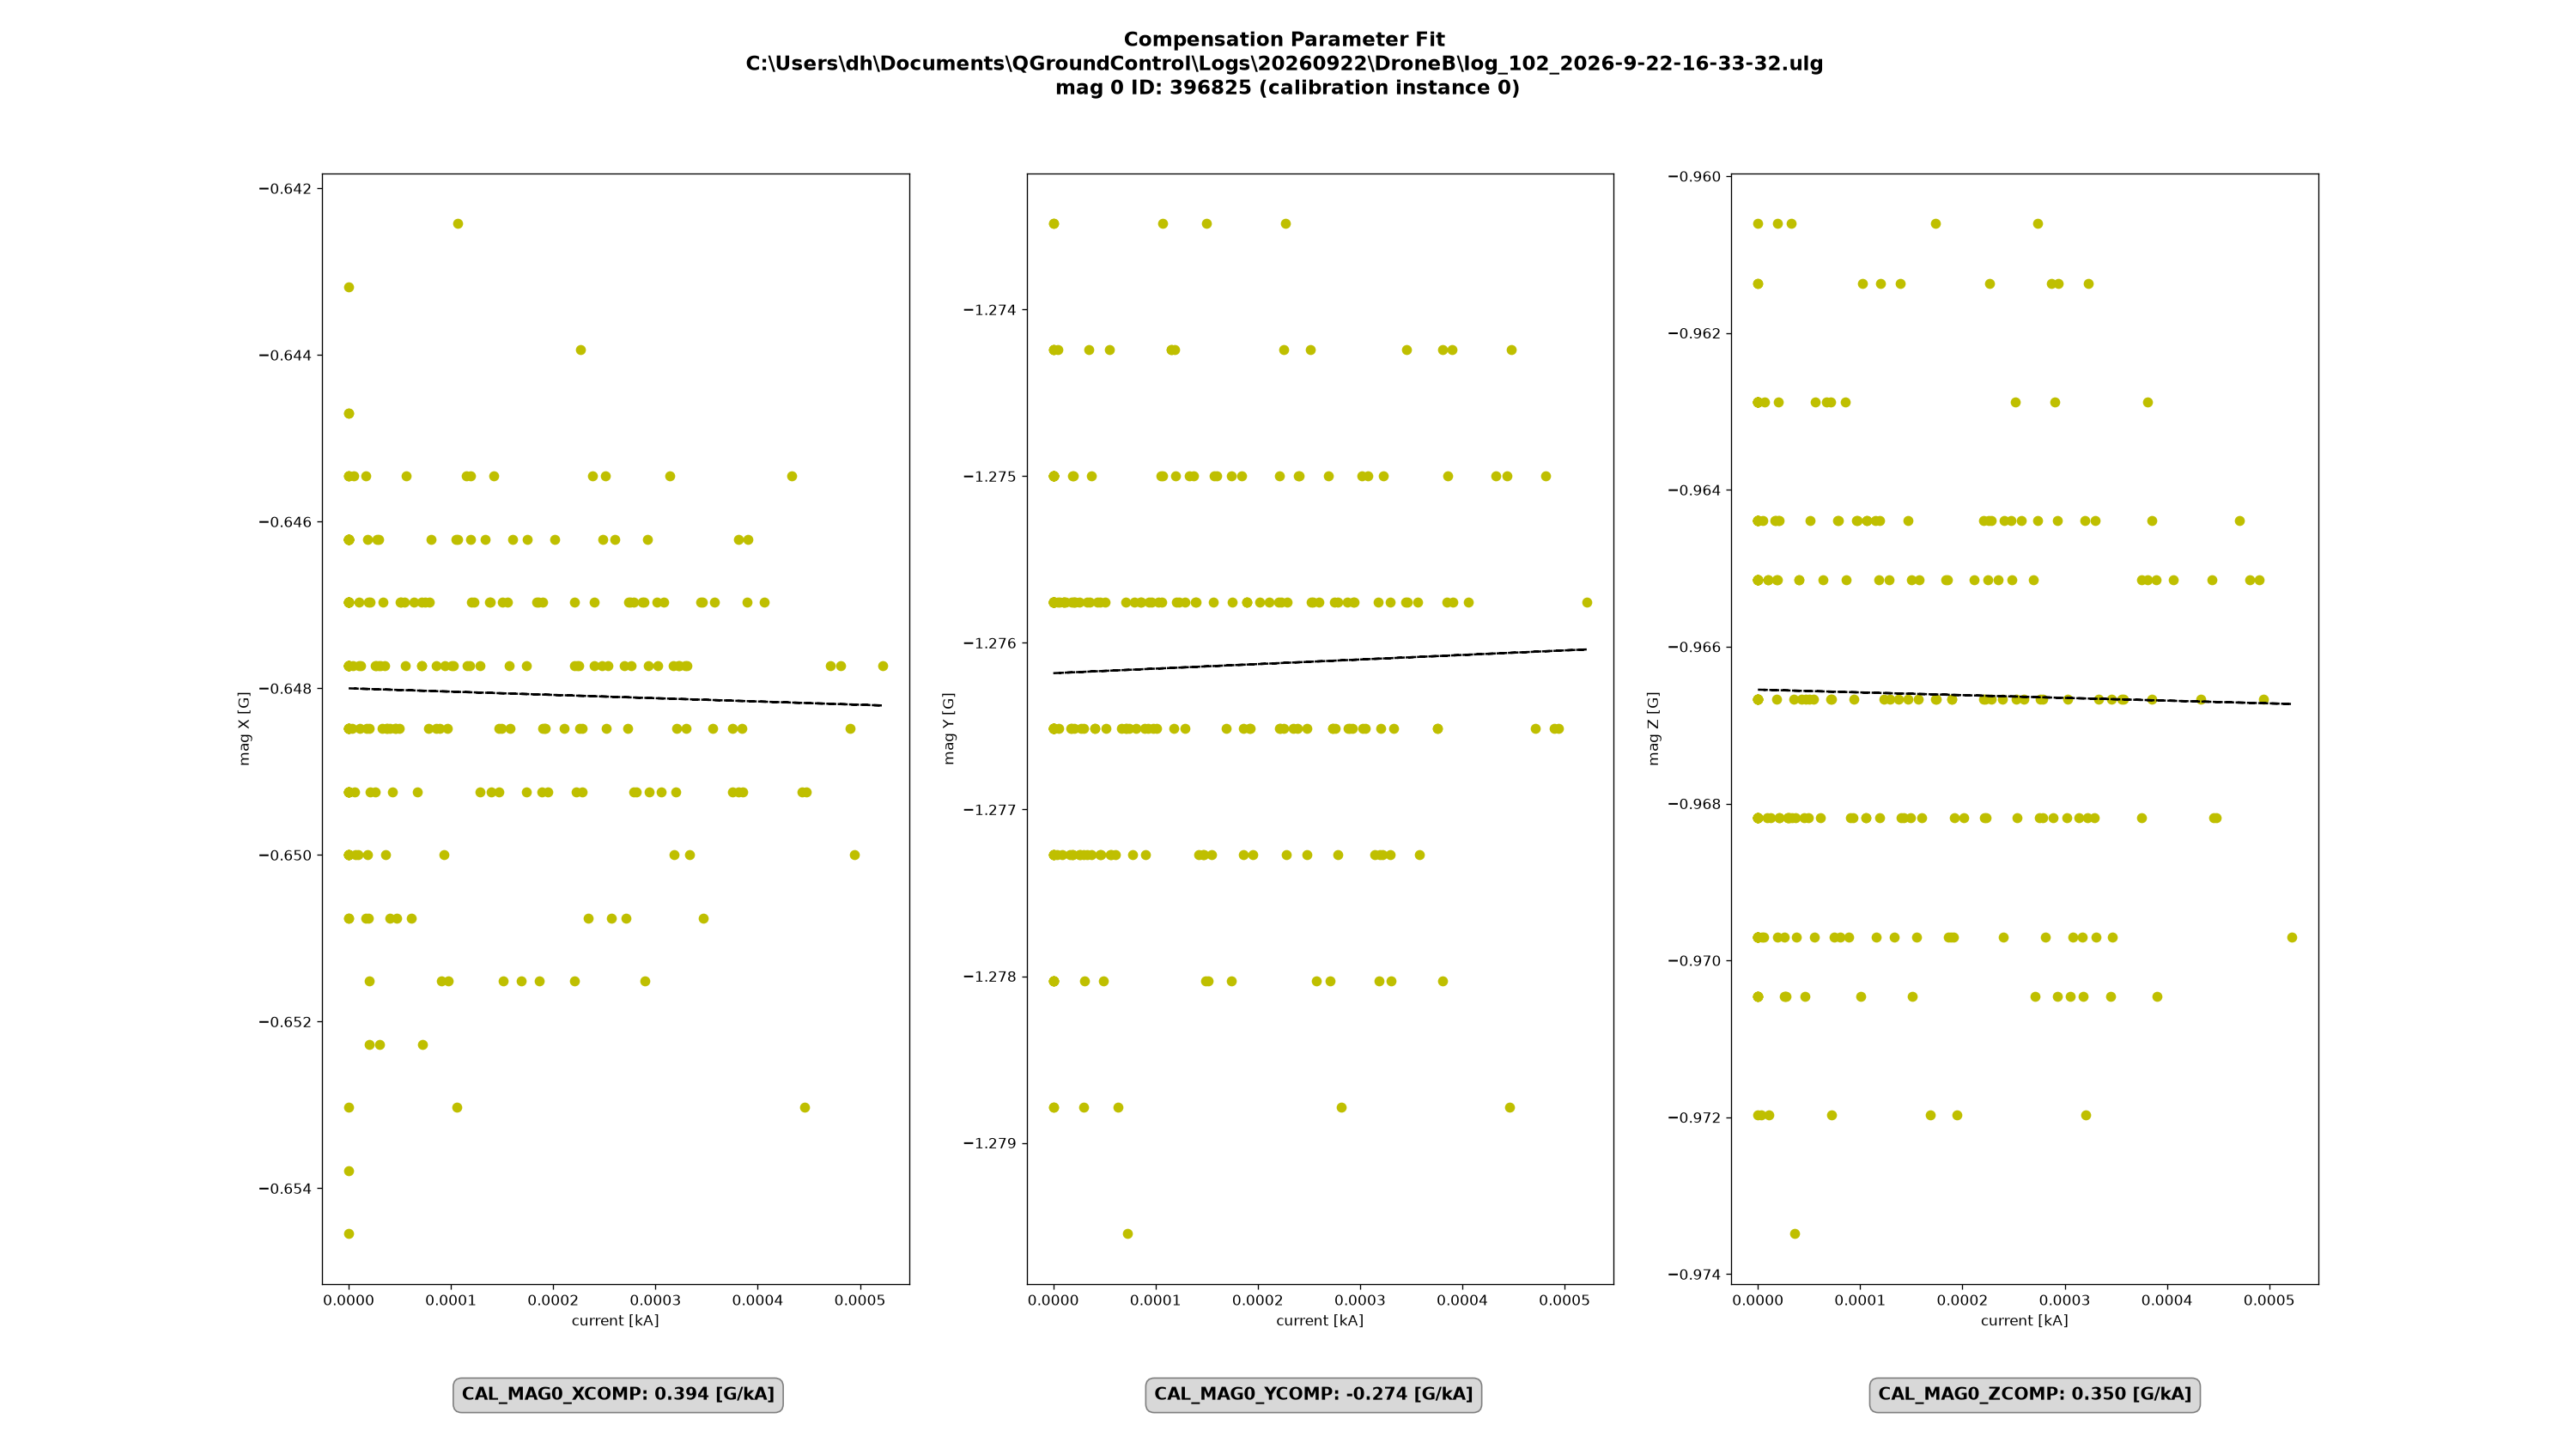 Compensation Parameter Fit
C:\Users\dh\Documents\QGroundControl\Logs\20260922\DroneB\log_102_2026-9-22-16-33-32.ulg
mag 0 ID: 396825 (calibration instance 0)
mag X [G]
−0.642
−0.644
−0.646
−0.648
−0.650
−0.652
−0.654
0.0000 0.0001 0.0002 0.0003 0.0004 0.0005
current [kA]
CAL_MAG0_XCOMP: 0.394 [G/kA]
mag Y [G]
−1.274
−1.275
−1.276
−1.277
−1.278
−1.279
0.0000 0.0001 0.0002 0.0003 0.0004 0.0005
current [kA]
CAL_MAG0_YCOMP: -0.274 [G/kA]
mag Z [G]
−0.960
−0.962
−0.964
−0.966
−0.968
−0.970
−0.972
−0.974
0.0000 0.0001 0.0002 0.0003 0.0004 0.0005
current [kA]
CAL_MAG0_ZCOMP: 0.350 [G/kA]